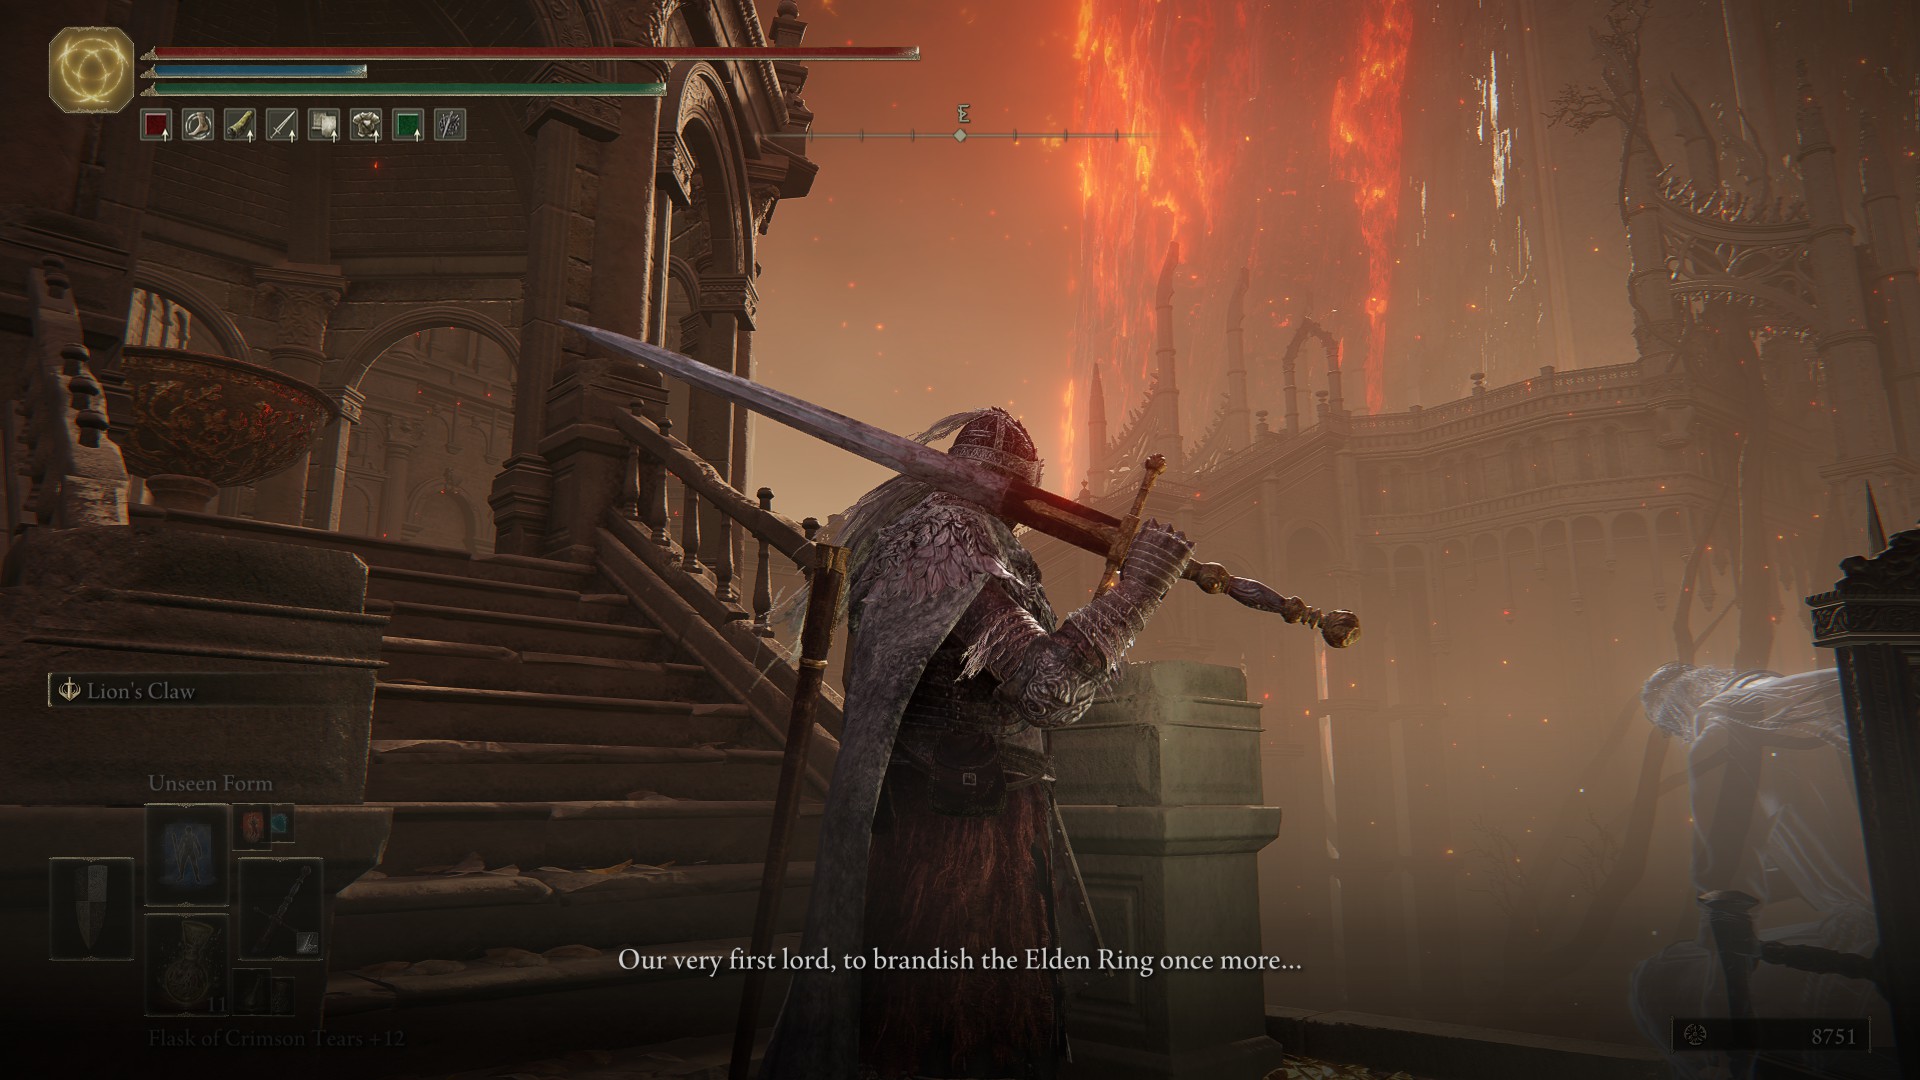 E
Lion's Claw
Unseen Form
11
Our very first lord, to brandish the Elden Ring once more...
Flask of Crimson Tears +12
8751